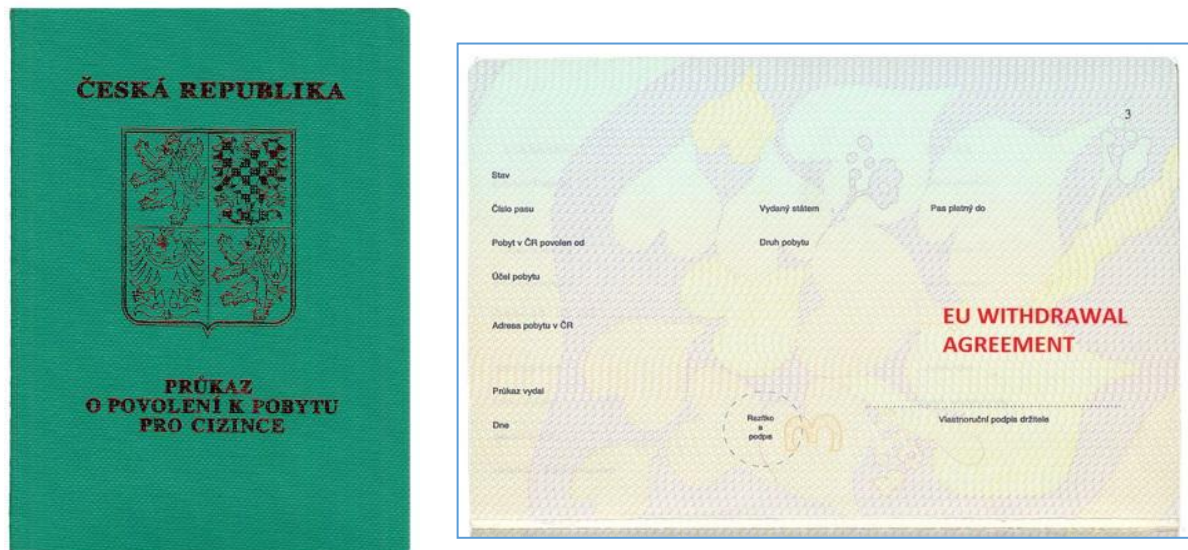 ČESKÁ REPUBLIKA
PRŮKAZ
O POVOLENÍ K POBYTU
PRO CIZINCE
3
Stav
Číslo pasu Vydaný státem Pas platný do
Pobyt v ČR povolen od Druh pobytu
Účel pobytu
EU WITHDRAWAL
AGREEMENT
Adresa pobytu v ČR
Průkaz vydal
Dne
Razítko
a
podpis
Vlastnoruční podpis držitele